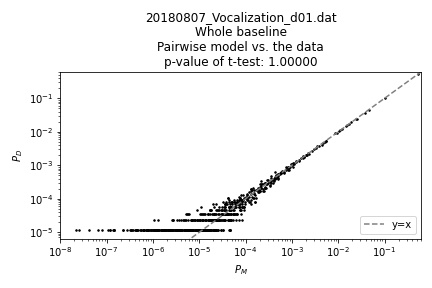 20180807_Vocalization_d01.dat
Whole baseline
Pairwise model vs. the data
p-value of t-test: 1.00000
P_D
10⁻¹
10⁻²
10⁻³
10⁻⁴
10⁻⁵
y=x
10⁻⁸ 10⁻⁷ 10⁻⁶ 10⁻⁵ 10⁻⁴ 10⁻³ 10⁻² 10⁻¹
P_M